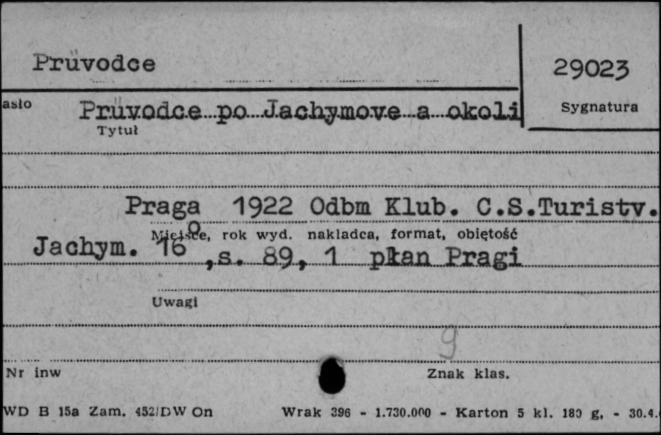 Prüvodce
29023
asło Prüvodce po Jachymove a okoli
Sygnatura
Tytuł
Praga 1922 Odbm Klub. C.S.Turistv.
Miejsce, rok wyd. nakładca, format, objętość
Jachym. 16° ,s. 89, 1 płan Pragi
Uwagi
9
Nr inw
Znak klas.
WD B 15a Zam. 452/DW On Wrak 396 - 1.730.000 - Karton 5 kl. 180 g, - 30.4.